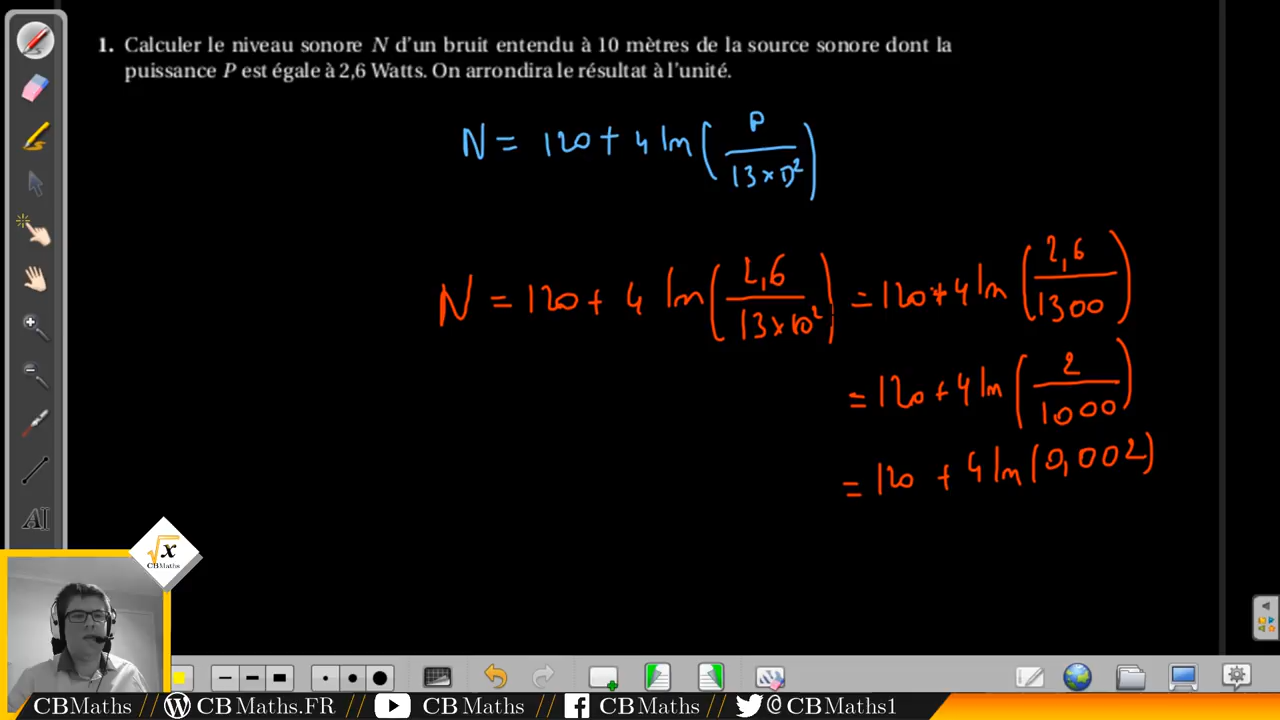 1. Calculer le niveau sonore N d'un bruit entendu à 10 mètres de la source sonore dont la
puissance P est égale à 2,6 Watts. On arrondira le résultat à l'unité.
N = 120 + 4 ln(P / 13 × D²)
N = 120 + 4 ln(2,6 / 13 × 10²) = 120 + 4 ln(2,6 / 1300)
= 120 + 4 ln(2 / 1000)
= 120 + 4 ln(0,002)
AI
√x
CBMaths
CBMaths / CBMaths.FR / CBMaths / CBMaths / @CBMaths1